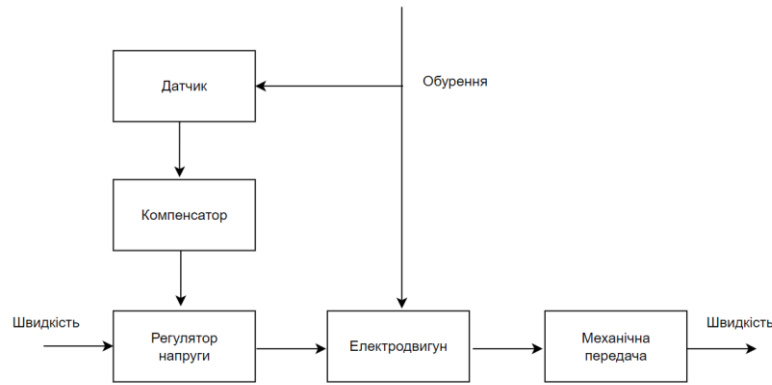 Датчик
Обурення
Компенсатор
Швидкість
Регулятор
напруги
Електродвигун
Механічна
передача
Швидкість